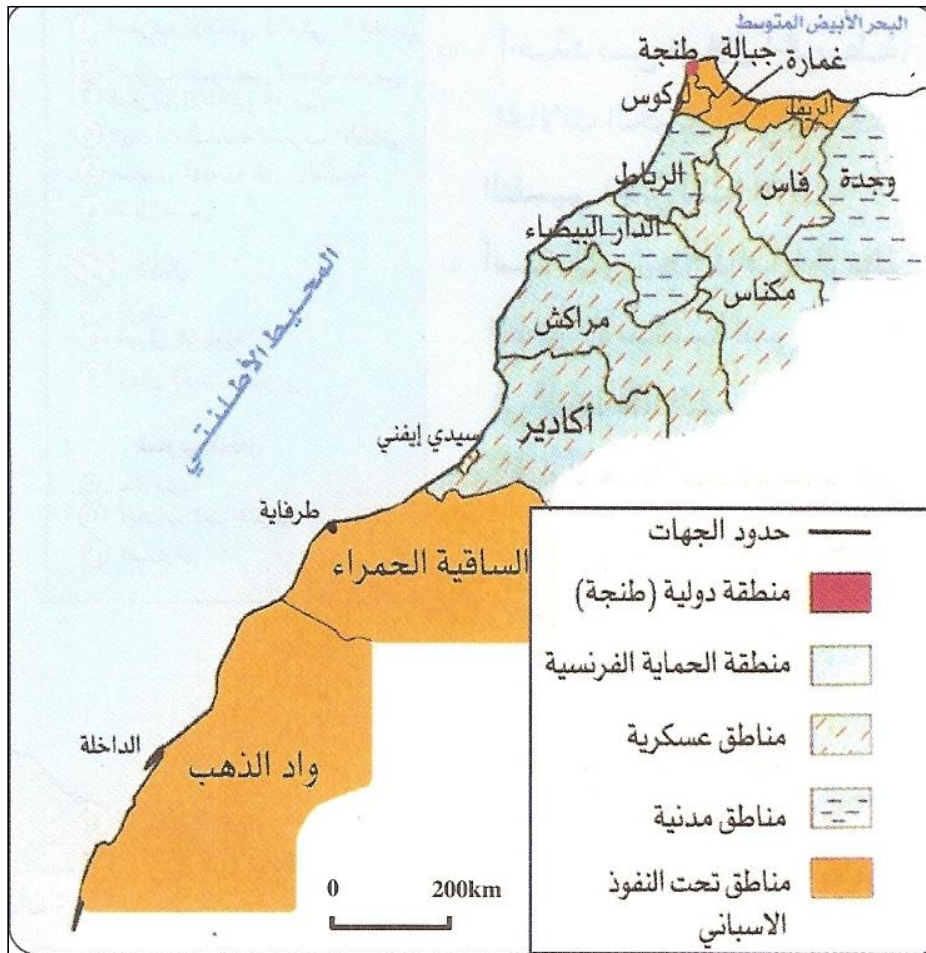 البحر الأبيض المتوسط
طنجة
جبالة
غمارة
لوكوس
الريف
الرباط
فاس
وجدة
الدار البيضاء
مكناس
مراكش
المحيط الأطلنتي
أكادير
سيدي إيفني
طرفاية
الساقية الحمراء
الداخلة
واد الذهب
حدود الجهات
منطقة دولية (طنجة)
منطقة الحماية الفرنسية
مناطق عسكرية
مناطق مدنية
مناطق تحت النفوذ
الاسباني
0 200km